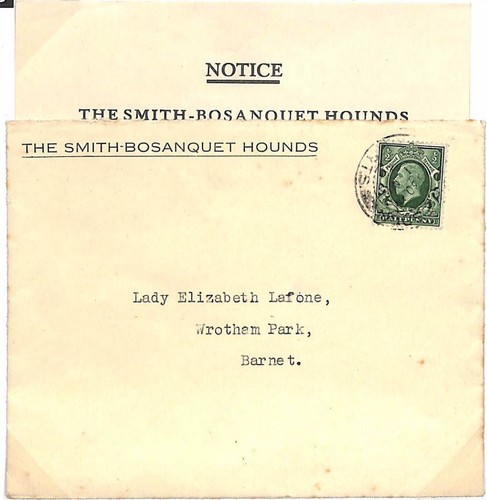 NOTICE
THE SMITH-BOSANQUET HOUNDS
THE SMITH-BOSANQUET HOUNDS
HALFPENNY
Lady Elizabeth Lafone,
Wrotham Park,
Barnet.